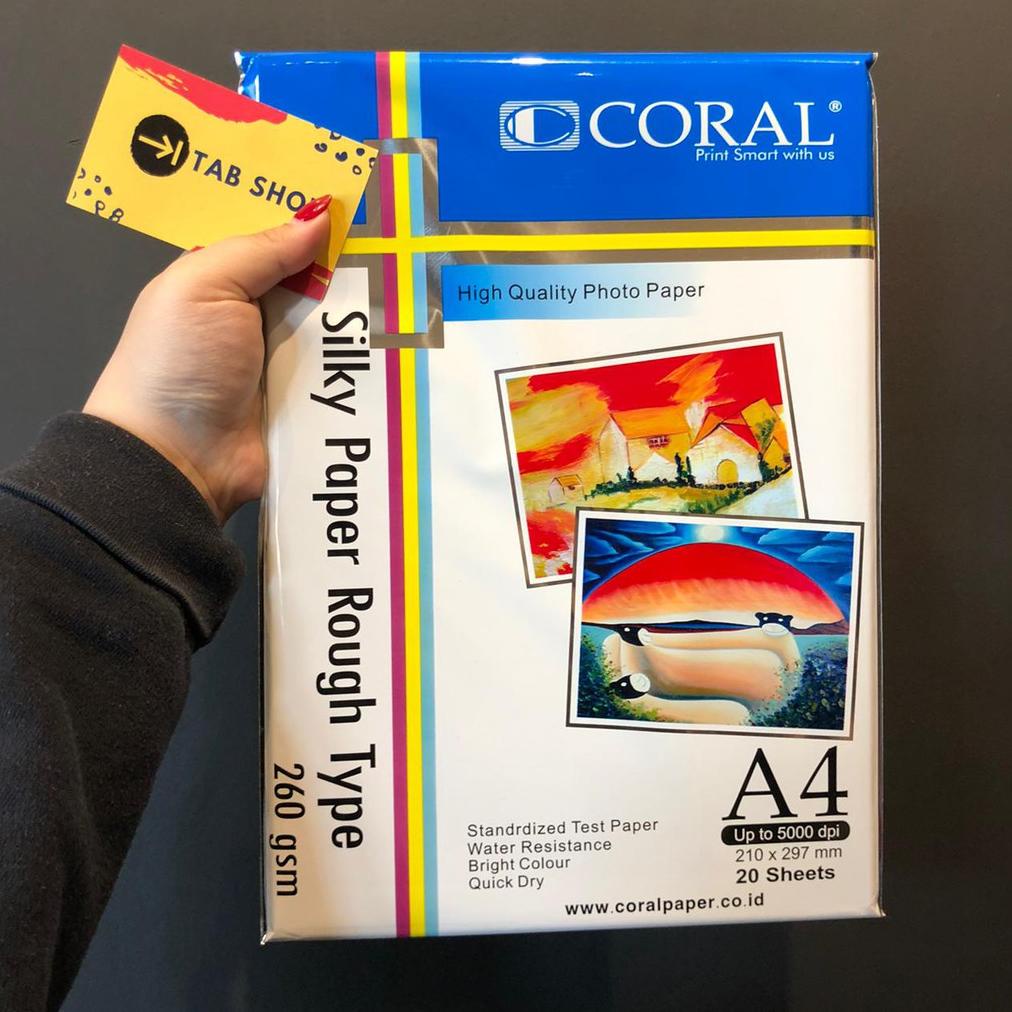 TAB SHO
CORAL®
Print Smart with us
High Quality Photo Paper
Silky Paper Rough Type
260 gsm
A4
Up to 5000 dpi
210 x 297 mm
20 Sheets
Standrdized Test Paper
Water Resistance
Bright Colour
Quick Dry
www.coralpaper.co.id